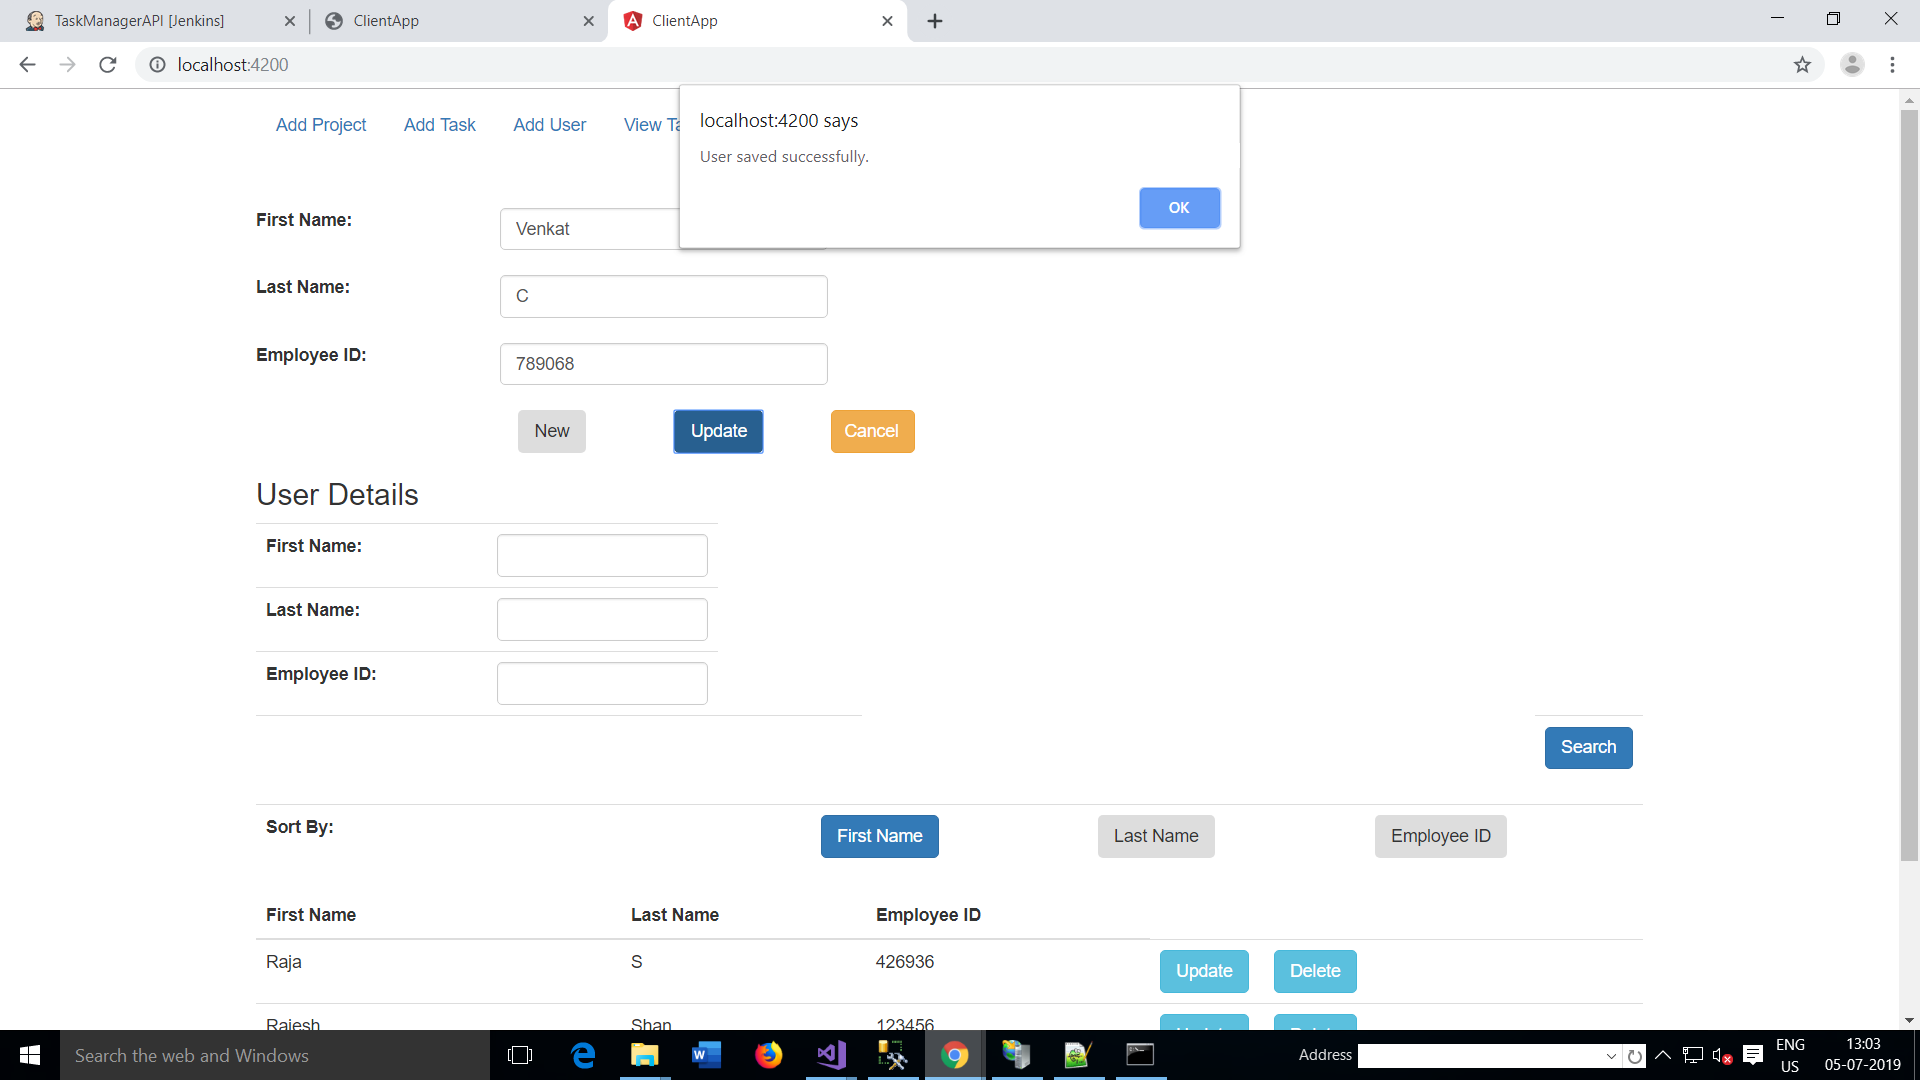 TaskManagerAPI [Jenkins]
ClientApp
ClientApp
localhost:4200
Add Project
Add Task
Add User
View Ta
localhost:4200 says
User saved successfully.
OK
First Name:
Venkat
Last Name:
C
Employee ID:
789068
New
Update
Cancel
User Details
First Name:
Last Name:
Employee ID:
Search
Sort By:
First Name
Last Name
Employee ID
First Name Last Name Employee ID
Raja S 426936 Update Delete
Rajesh Shan 123456 Update Delete
Search the web and Windows
Address
ENG
US
13:03
05-07-2019